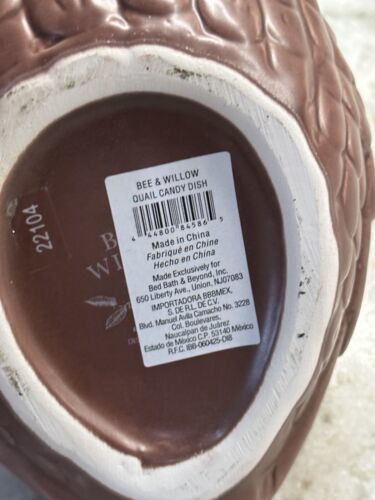 BEE & WILLOW
QUAIL CANDY DISH
4 44800 84586 5
Made in China
Fabriqué en Chine
Hecho en China
Made Exclusively for
Bed Bath & Beyond, Inc.
650 Liberty Ave., Union, NJ07083
IMPORTADORA BBBMEX,
S. DE R.L. DE C.V.
Blvd. Manuel Avila Camacho No. 3228
Col. Boulevares,
Naucalpan de Juárez
Estado de México C.P. 53140 México
R.F.C. IBB-060425-DI8
22104